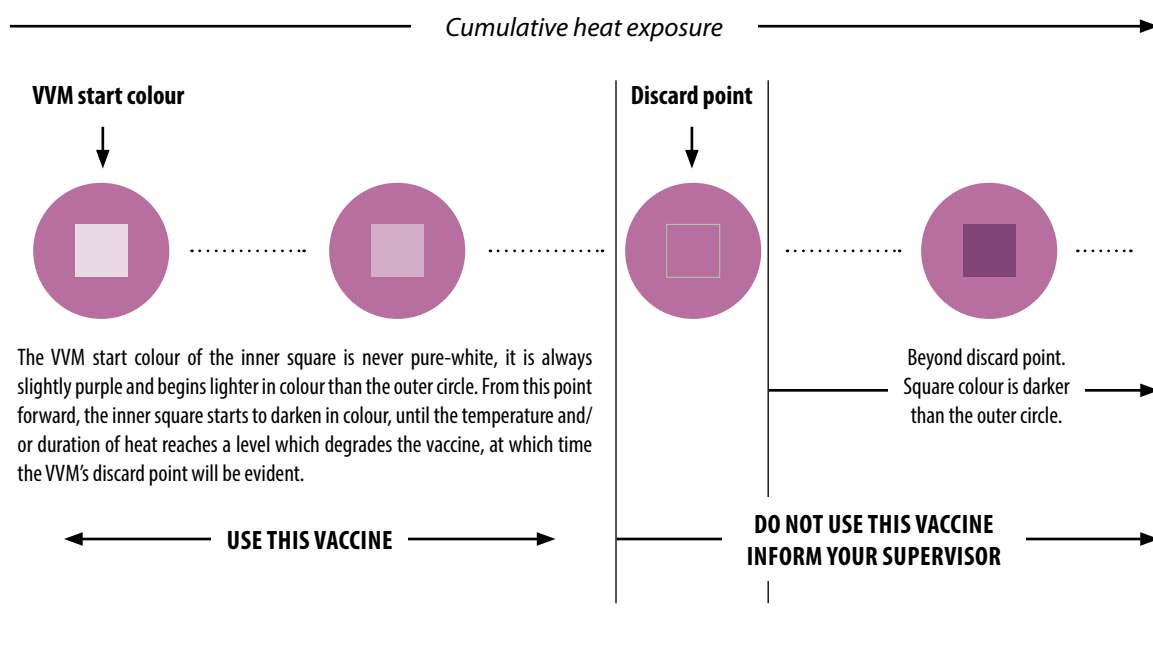 Cumulative heat exposure
VVM start colour
Discard point
The VVM start colour of the inner square is never pure-white, it is always
slightly purple and begins lighter in colour than the outer circle. From this point
forward, the inner square starts to darken in colour, until the temperature and/
or duration of heat reaches a level which degrades the vaccine, at which time
the VVM's discard point will be evident.
Beyond discard point.
Square colour is darker
than the outer circle.
USE THIS VACCINE
DO NOT USE THIS VACCINE
INFORM YOUR SUPERVISOR